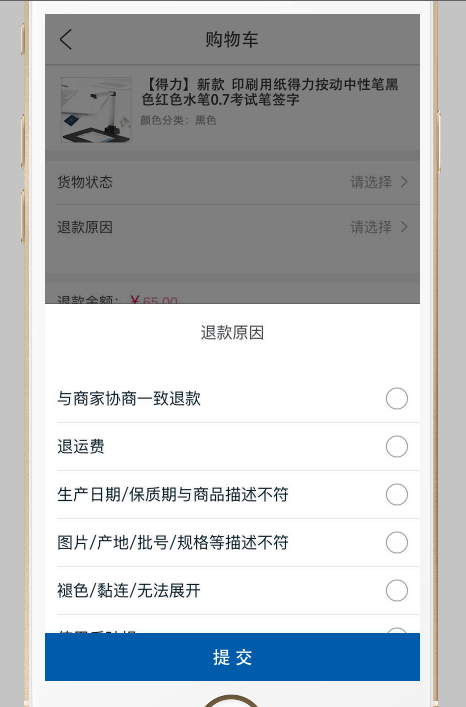 购物车
【得力】新款 印刷用纸得力按动中性笔黑
色红色水笔0.7考试笔签字
颜色分类：黑色
货物状态 请选择
退款原因 请选择
退款金额： ￥65.00
退款原因
与商家协商一致退款
退运费
生产日期/保质期与商品描述不符
图片/产地/批号/规格等描述不符
褪色/黏连/无法展开
提 交